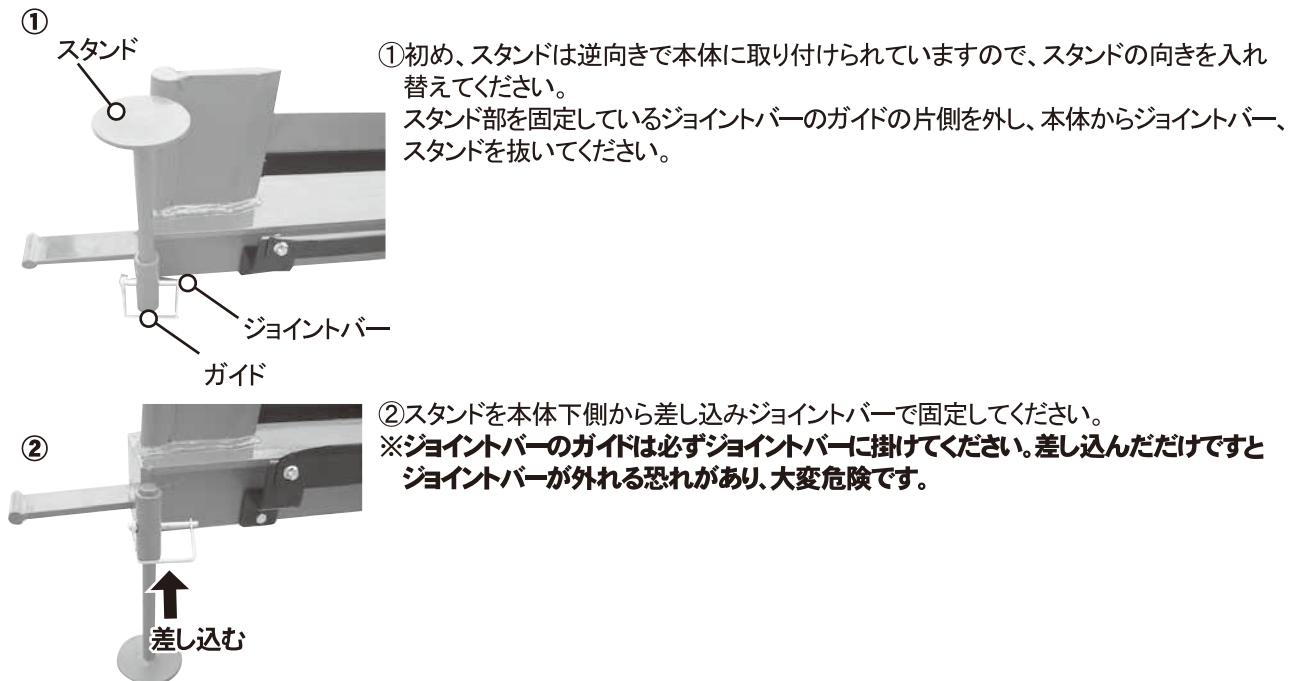 ①
スタンド
①初め、スタンドは逆向きで本体に取り付けられていますので、スタンドの向きを入れ
替えてください。
スタンド部を固定しているジョイントバーのガイドの片側を外し、本体からジョイントバー、
スタンドを抜いてください。
ジョイントバー
ガイド
②
②スタンドを本体下側から差し込みジョイントバーで固定してください。
※ジョイントバーのガイドは必ずジョイントバーに掛けてください。差し込んだだけですと
ジョイントバーが外れる恐れがあり、大変危険です。
差し込む